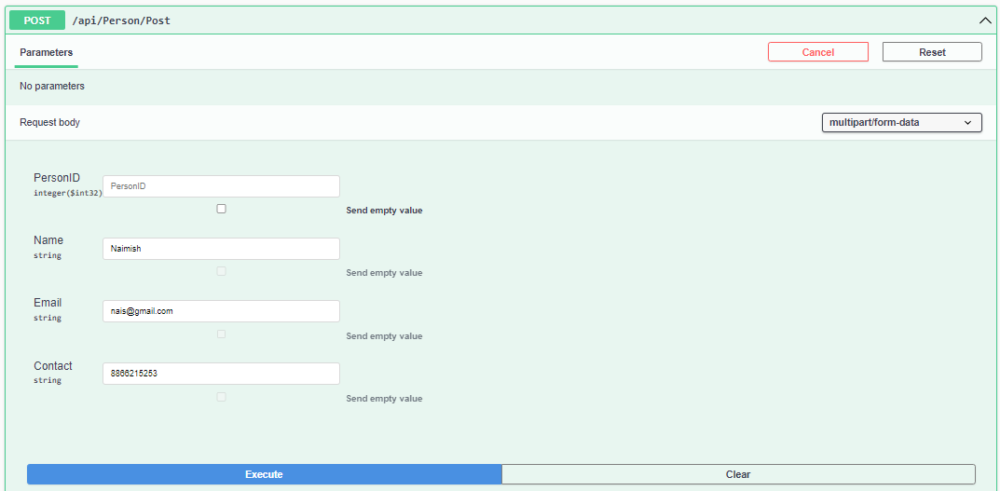 POST /api/Person/Post
Parameters Cancel Reset
No parameters
Request body multipart/form-data
PersonID
integer($int32) PersonID
Send empty value
Name
string Naimish
Send empty value
Email
string nais@gmail.com
Send empty value
Contact
string 8866215253
Send empty value
Execute Clear